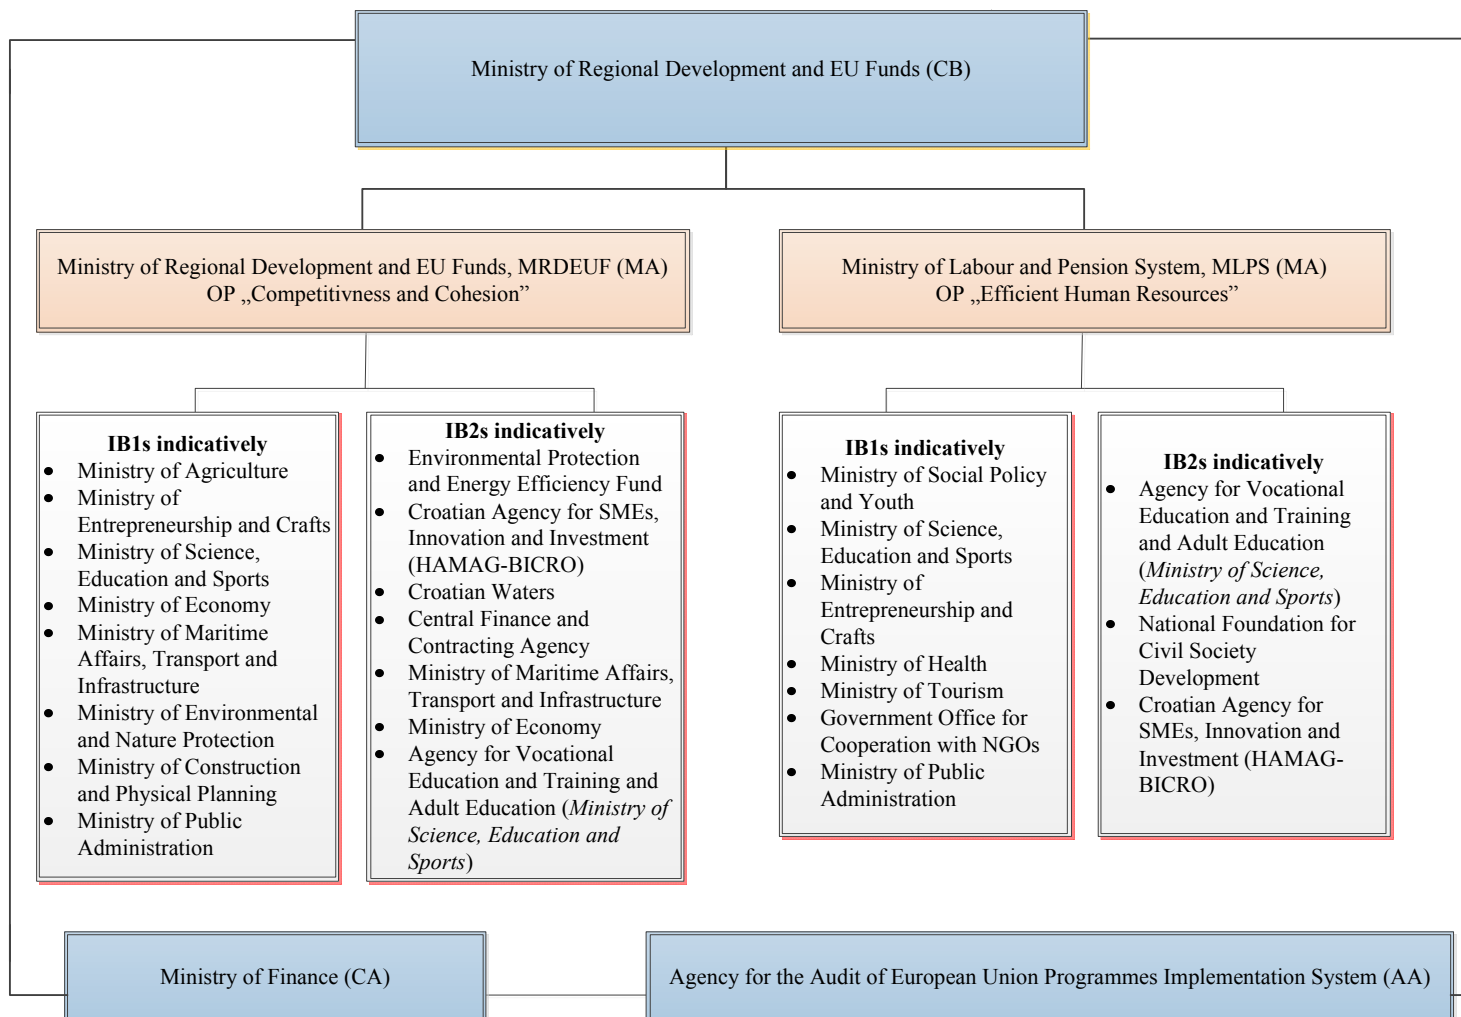 Ministry of Regional Development and EU Funds (CB)
Ministry of Regional Development and EU Funds, MRDEUF (MA)
OP „Competitivness and Cohesion”
Ministry of Labour and Pension System, MLPS (MA)
OP „Efficient Human Resources”
IB1s indicatively
• Ministry of Agriculture
• Ministry of
Entrepreneurship and Crafts
• Ministry of Science,
Education and Sports
• Ministry of Economy
• Ministry of Maritime
Affairs, Transport and
Infrastructure
• Ministry of Environmental
and Nature Protection
• Ministry of Construction
and Physical Planning
• Ministry of Public
Administration
IB2s indicatively
• Environmental Protection
and Energy Efficiency Fund
• Croatian Agency for SMEs,
Innovation and Investment
(HAMAG-BICRO)
• Croatian Waters
• Central Finance and
Contracting Agency
• Ministry of Maritime Affairs,
Transport and Infrastructure
• Ministry of Economy
• Agency for Vocational
Education and Training and
Adult Education (Ministry of
Science, Education and
Sports)
IB1s indicatively
• Ministry of Social Policy
and Youth
• Ministry of Science,
Education and Sports
• Ministry of
Entrepreneurship and
Crafts
• Ministry of Health
• Ministry of Tourism
• Government Office for
Cooperation with NGOs
• Ministry of Public
Administration
IB2s indicatively
• Agency for Vocational
Education and Training
and Adult Education
(Ministry of Science,
Education and Sports)
• National Foundation for
Civil Society
Development
• Croatian Agency for
SMEs, Innovation and
Investment (HAMAG-
BICRO)
Ministry of Finance (CA)
Agency for the Audit of European Union Programmes Implementation System (AA)